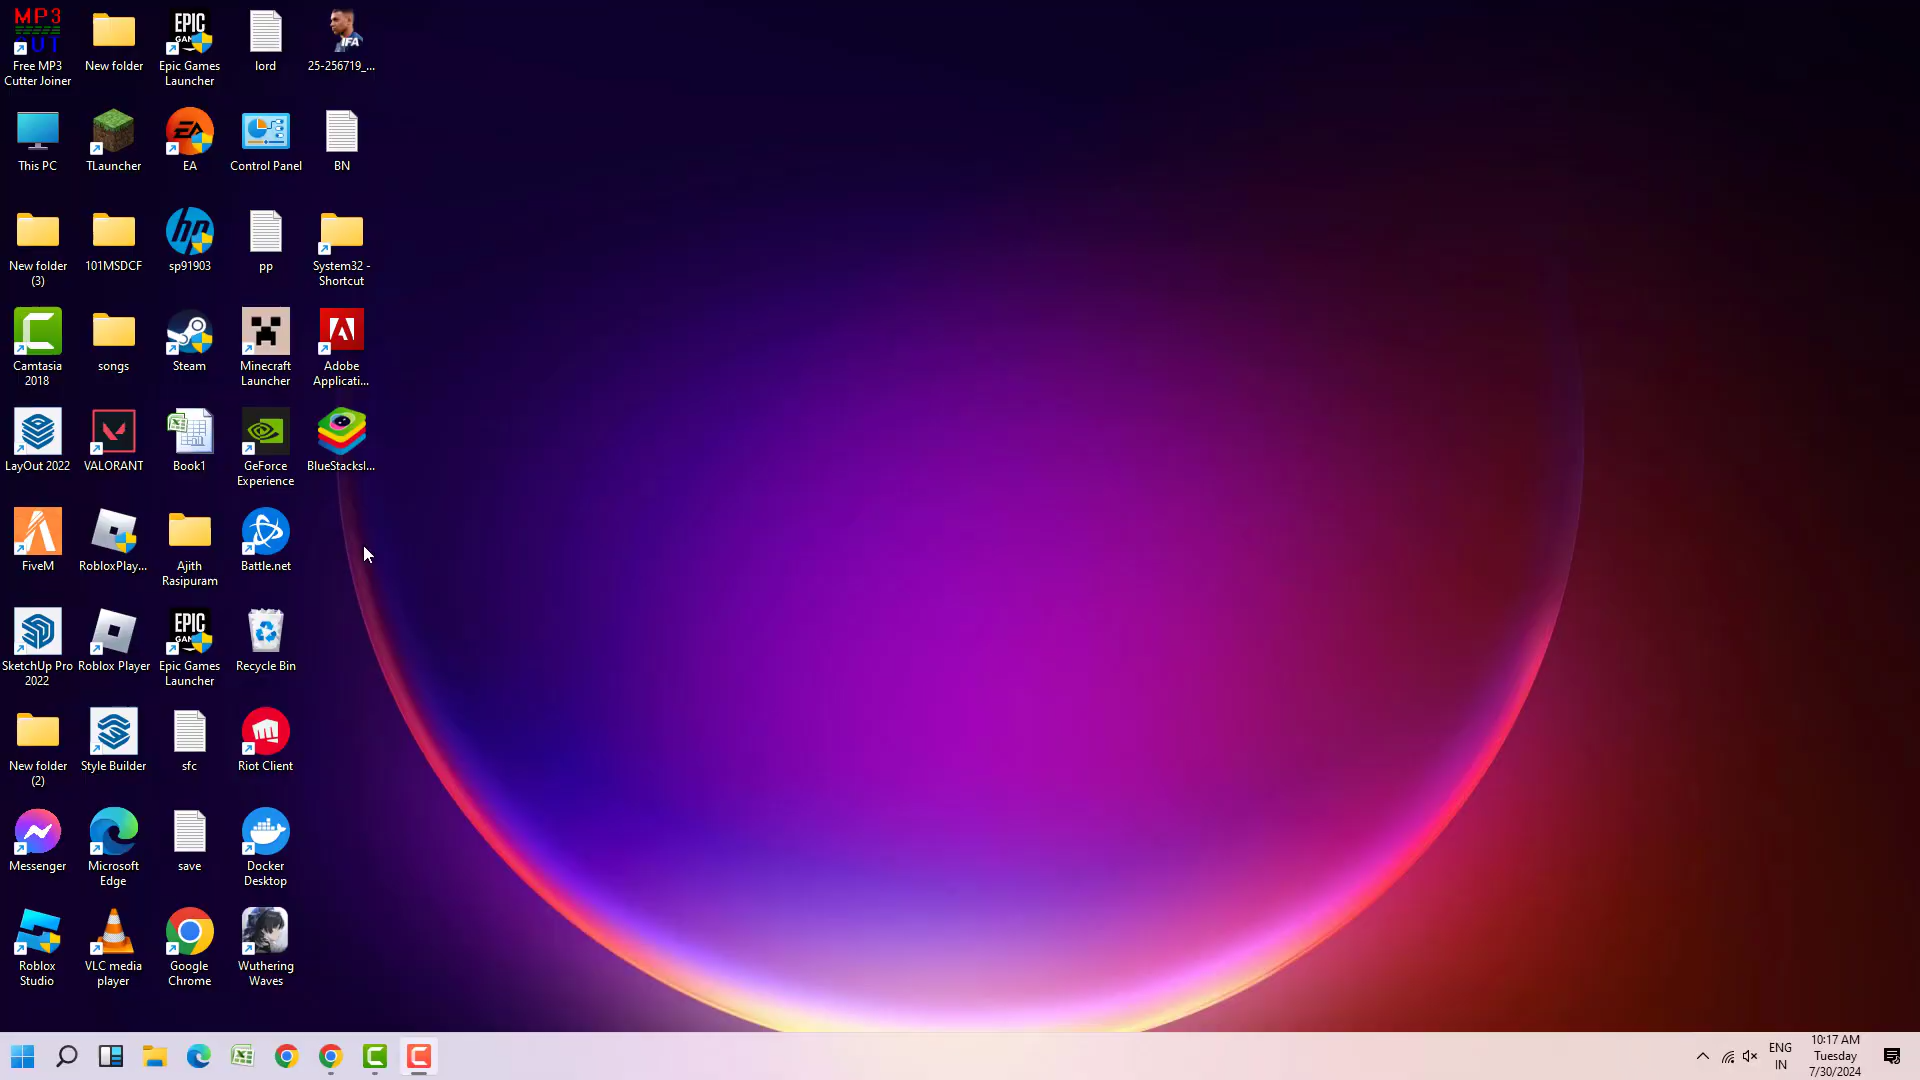 MP3
CUT
Free MP3
Cutter Joiner
New folder
EPIC
GAMES
Epic Games
Launcher
lord
IFA
25-256719_...
This PC
TLauncher
EA
EA
Control Panel
BN
New folder
(3)
101MSDCF
hp
sp91903
pp
System32 -
Shortcut
Camtasia
2018
songs
Steam
Minecraft
Launcher
Adobe
Applicati...
LayOut 2022
VALORANT
Book1
GeForce
Experience
BlueStacksI...
FiveM
RobloxPlay...
Ajith
Rasipuram
Battle.net
SketchUp Pro
2022
Roblox Player
EPIC
GAMES
Epic Games
Launcher
Recycle Bin
New folder
(2)
Style Builder
sfc
Riot Client
Messenger
Microsoft
Edge
save
Docker
Desktop
Roblox
Studio
VLC media
player
Google
Chrome
Wuthering
Waves
ENG
IN
10:17 AM
Tuesday
7/30/2024